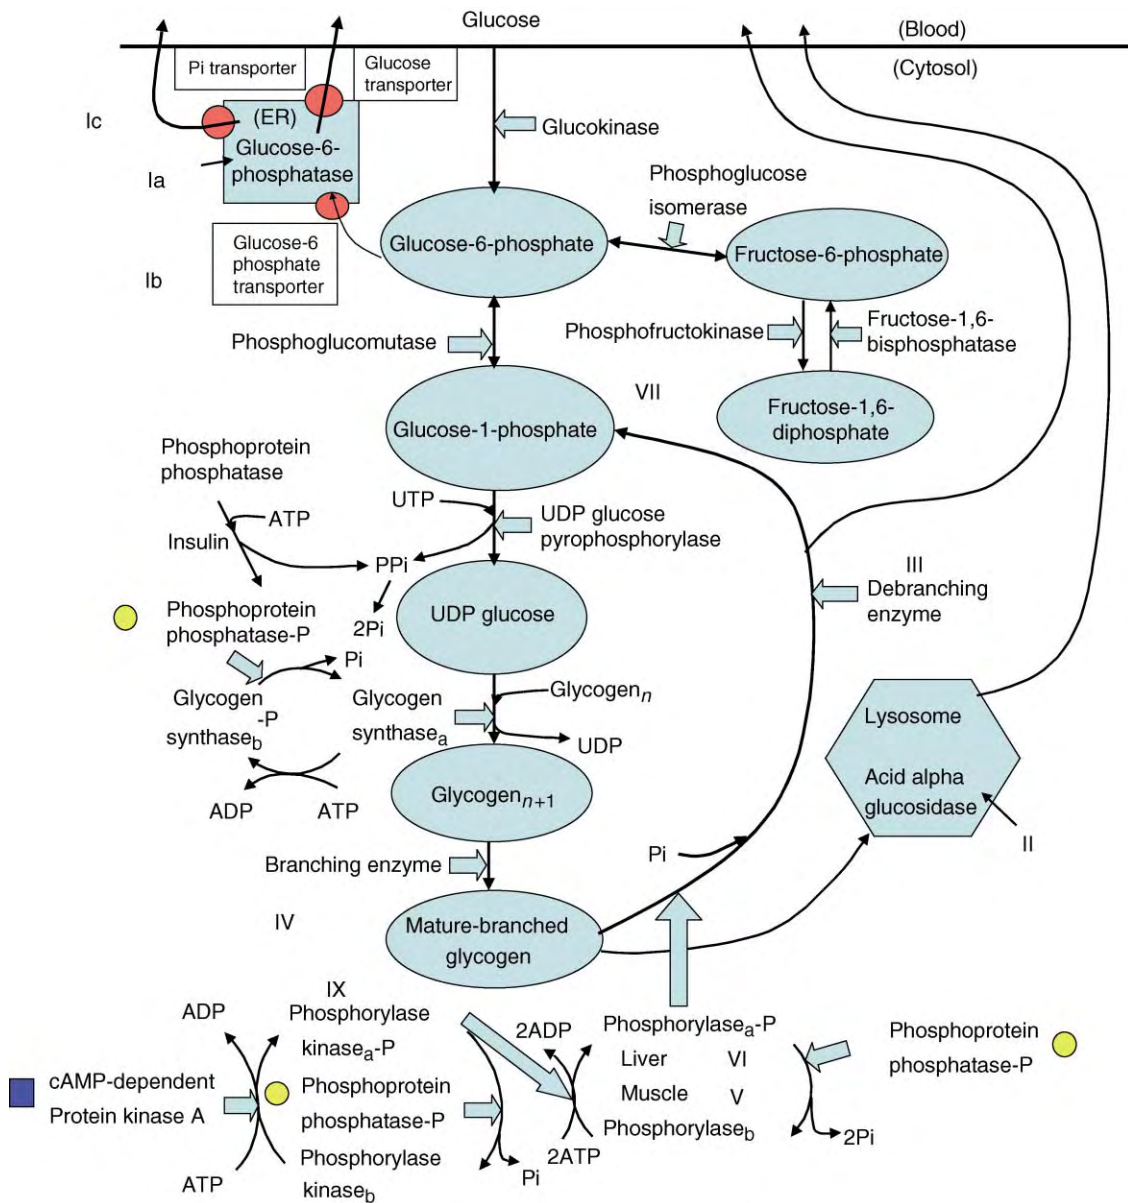 Glucose
(Blood)
(Cytosol)
Pi transporter
Glucose
transporter
Ic
(ER)
Glucose-6-
phosphatase
Ia
Glucokinase
Phosphoglucose
isomerase
Glucose-6-phosphate
Fructose-6-phosphate
Glucose-6
phosphate
transporter
Ib
Phosphoglucomutase
Phosphofructokinase
Fructose-1,6-
bisphosphatase
VII
Glucose-1-phosphate
Fructose-1,6-
diphosphate
Phosphoprotein
phosphatase
ATP
Insulin
UTP
PPi
UDP glucose
pyrophosphorylase
2Pi
III
Debranching
enzyme
Phosphoprotein
phosphatase-P
UDP glucose
Pi
Glycogen
-P
synthaseb
Glycogen
synthasea
Glycogenn
UDP
ADP
ATP
Glycogenn+1
Lysosome
Acid alpha
glucosidase
II
Branching enzyme
Pi
IV
Mature-branched
glycogen
IX
ADP
Phosphorylase
kinasea-P
2ADP
Phosphorylasea-P
Liver VI
Muscle V
Phosphorylaseb
Phosphoprotein
phosphatase-P
cAMP-dependent
Protein kinase A
Phosphoprotein
phosphatase-P
ATP
Phosphorylase
kinaseb
Pi
2ATP
2Pi